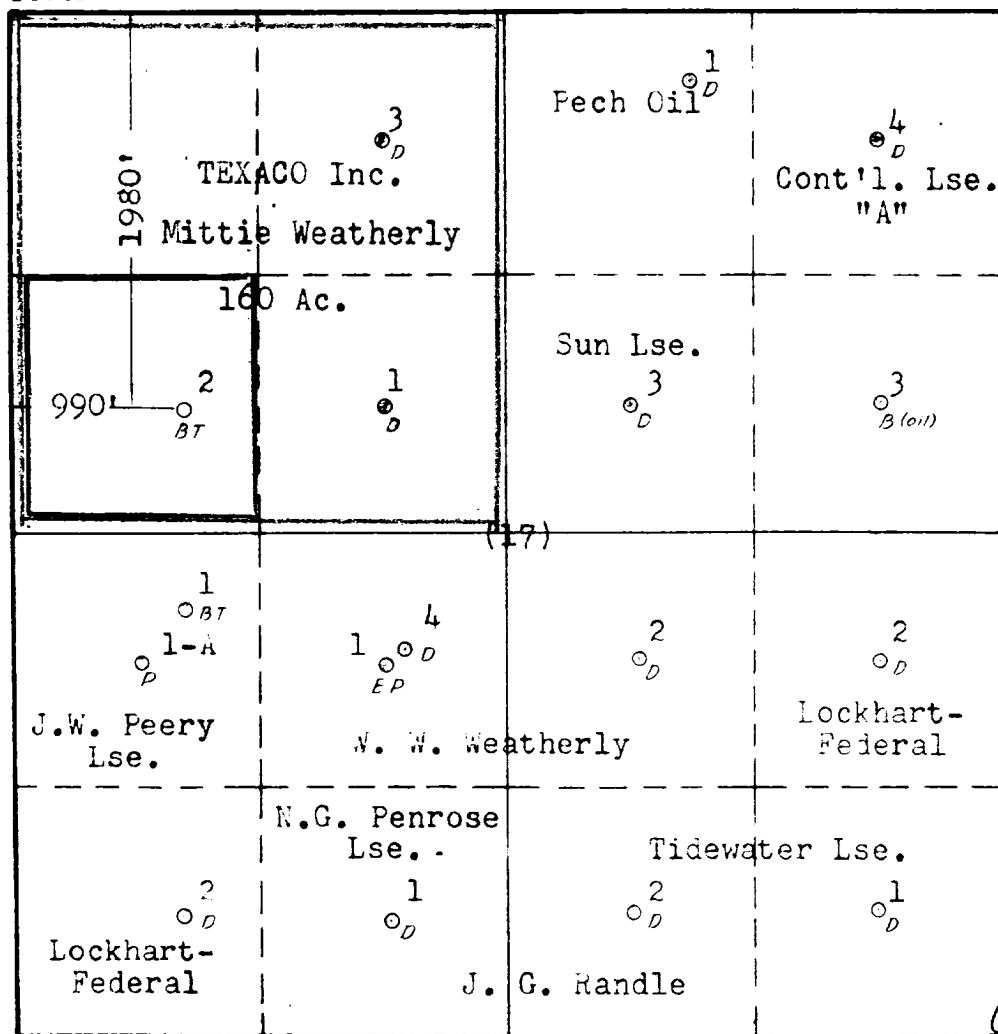 1
D
Pech Oil
3
D
4
D
TEXACO Inc.
Cont'l. Lse.
"A"
1980'
Mittie Weatherly
160 Ac.
Sun Lse.
2
990'
BT
1
D
3
D
3
B (oil)
(17)
1
BT
1-A
P
1
EP
4
D
2
D
2
D
J.W. Peery
Lse.
W. W. Weatherly
Lockhart-
Federal
N.G. Penrose
Lse.
Tidewater Lse.
2
D
1
D
2
D
1
D
Lockhart-
Federal
J. G. Randle